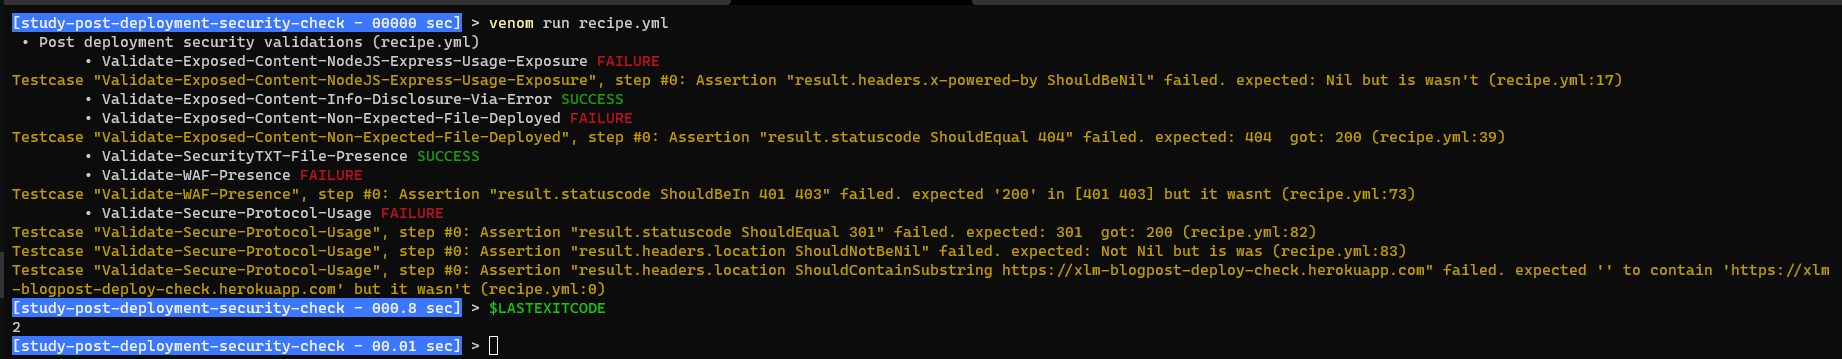 [study-post-deployment-security-check - 00000 sec] > venom run recipe.yml
• Post deployment security validations (recipe.yml)
• Validate-Exposed-Content-NodeJS-Express-Usage-Exposure FAILURE
Testcase "Validate-Exposed-Content-NodeJS-Express-Usage-Exposure", step #0: Assertion "result.headers.x-powered-by ShouldBeNil" failed. expected: Nil but is wasn't (recipe.yml:17)
• Validate-Exposed-Content-Info-Disclosure-Via-Error SUCCESS
• Validate-Exposed-Content-Non-Expected-File-Deployed FAILURE
Testcase "Validate-Exposed-Content-Non-Expected-File-Deployed", step #0: Assertion "result.statuscode ShouldEqual 404" failed. expected: 404  got: 200 (recipe.yml:39)
• Validate-SecurityTXT-File-Presence SUCCESS
• Validate-WAF-Presence FAILURE
Testcase "Validate-WAF-Presence", step #0: Assertion "result.statuscode ShouldBeIn 401 403" failed. expected '200' in [401 403] but it wasnt (recipe.yml:73)
• Validate-Secure-Protocol-Usage FAILURE
Testcase "Validate-Secure-Protocol-Usage", step #0: Assertion "result.statuscode ShouldEqual 301" failed. expected: 301  got: 200 (recipe.yml:82)
Testcase "Validate-Secure-Protocol-Usage", step #0: Assertion "result.headers.location ShouldNotBeNil" failed. expected: Not Nil but is was (recipe.yml:83)
Testcase "Validate-Secure-Protocol-Usage", step #0: Assertion "result.headers.location ShouldContainSubstring https://xlm-blogpost-deploy-check.herokuapp.com" failed. expected '' to contain 'https://xlm
-blogpost-deploy-check.herokuapp.com' but it wasn't (recipe.yml:0)
[study-post-deployment-security-check - 000.8 sec] > $LASTEXITCODE
2
[study-post-deployment-security-check - 00.01 sec] >